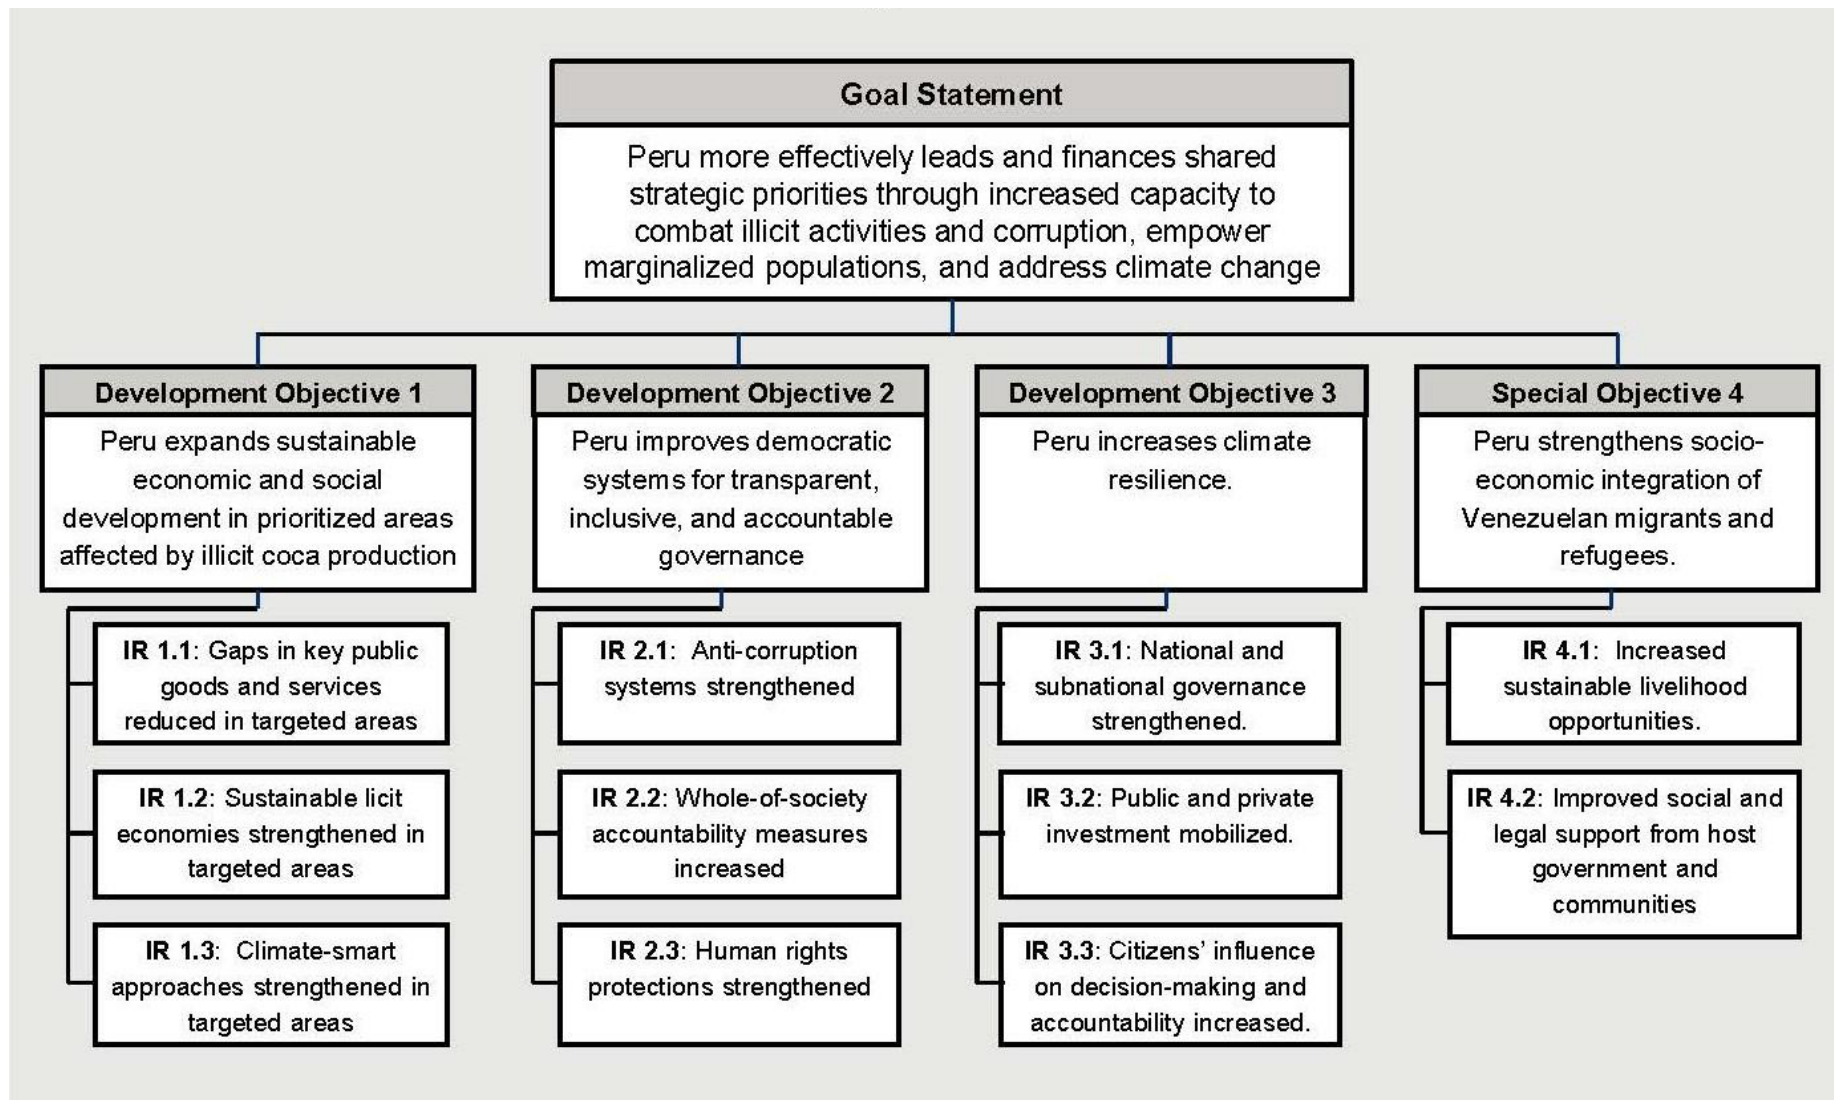 Goal Statement
Peru more effectively leads and finances shared
strategic priorities through increased capacity to
combat illicit activities and corruption, empower
marginalized populations, and address climate change
Development Objective 1
Peru expands sustainable
economic and social
development in prioritized areas
affected by illicit coca production
IR 1.1: Gaps in key public
goods and services
reduced in targeted areas
IR 1.2: Sustainable licit
economies strengthened in
targeted areas
IR 1.3: Climate-smart
approaches strengthened in
targeted areas
Development Objective 2
Peru improves democratic
systems for transparent,
inclusive, and accountable
governance
IR 2.1: Anti-corruption
systems strengthened
IR 2.2: Whole-of-society
accountability measures
increased
IR 2.3: Human rights
protections strengthened
Development Objective 3
Peru increases climate
resilience.
IR 3.1: National and
subnational governance
strengthened.
IR 3.2: Public and private
investment mobilized.
IR 3.3: Citizens’ influence
on decision-making and
accountability increased.
Special Objective 4
Peru strengthens socio-
economic integration of
Venezuelan migrants and
refugees.
IR 4.1: Increased
sustainable livelihood
opportunities.
IR 4.2: Improved social and
legal support from host
government and
communities